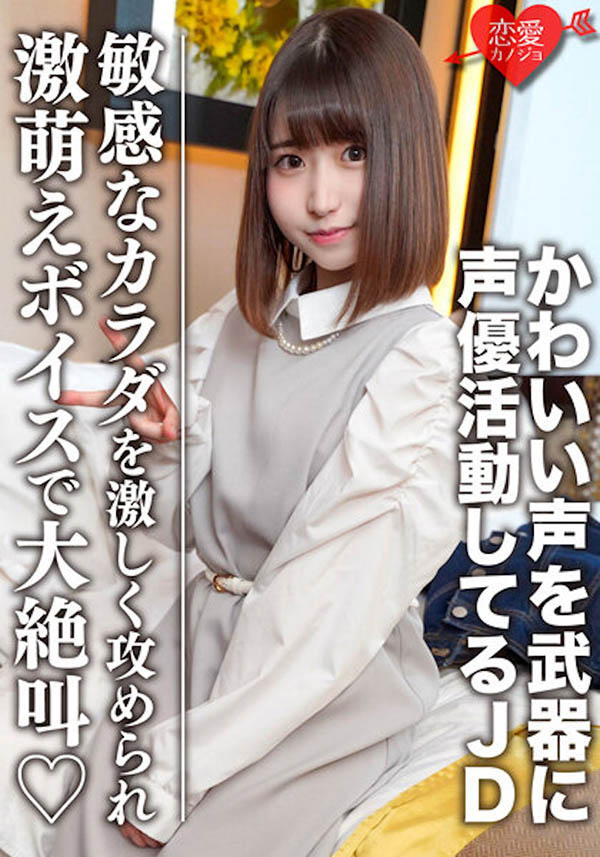 恋愛
カノジョ
かわいい声を武器に
声優活動してるJD
敏感なカラダを激しく攻められ
激萌えボイスで大絶叫♡